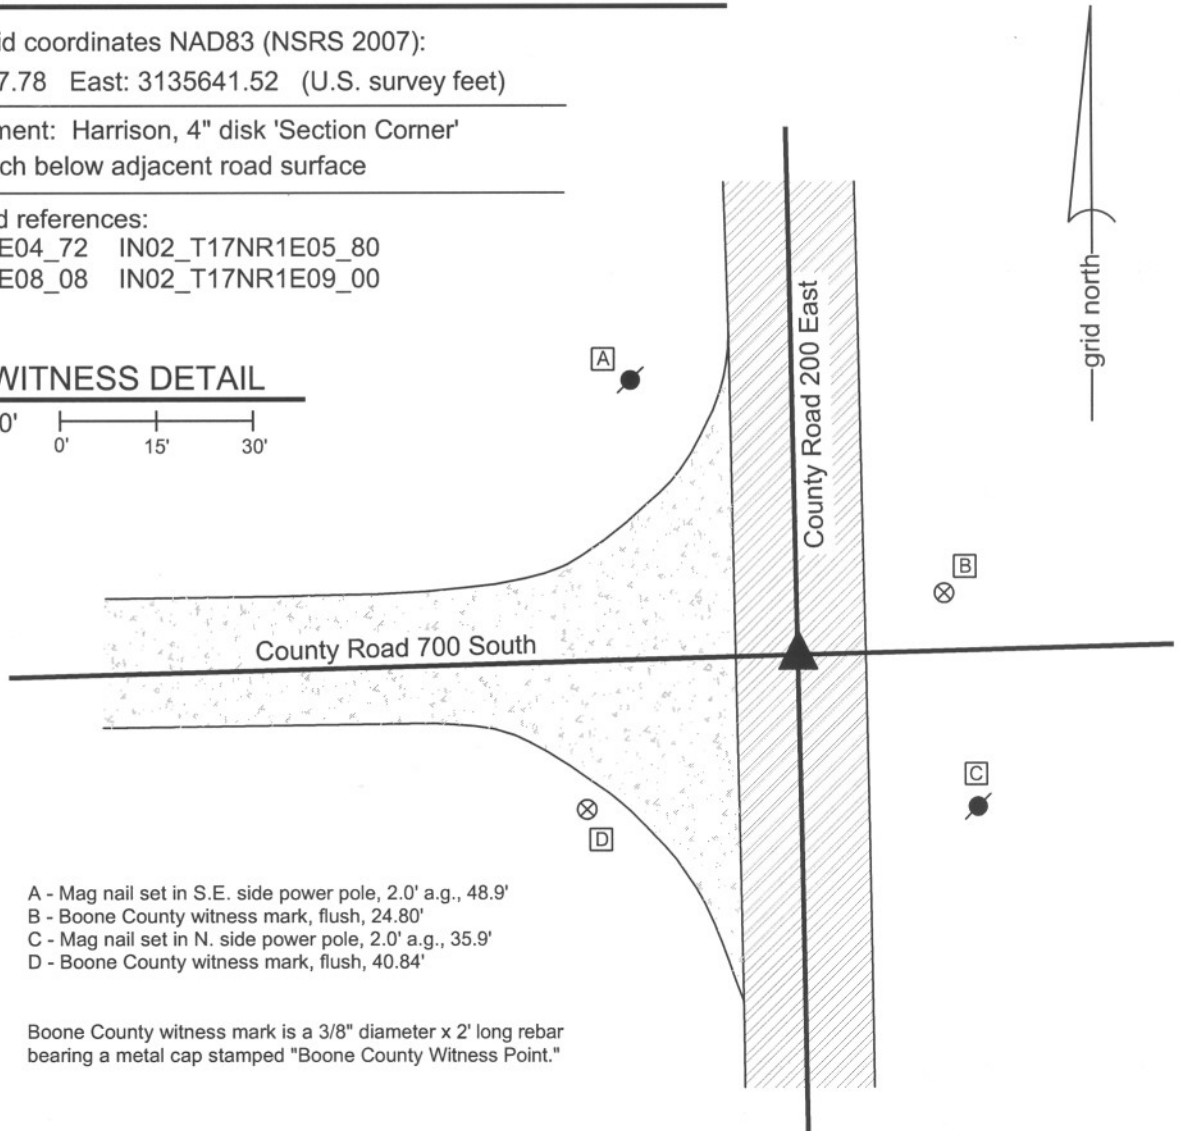 id coordinates NAD83 (NSRS 2007):
7.78 East: 3135641.52 (U.S. survey feet)
ment: Harrison, 4" disk 'Section Corner'
ch below adjacent road surface
d references:
E04_72 IN02_T17NR1E05_80
E08_08 IN02_T17NR1E09_00
WITNESS DETAIL
0'
0' 15' 30'
grid north
A
County Road 200 East
B
County Road 700 South
C
D
A - Mag nail set in S.E. side power pole, 2.0' a.g., 48.9'
B - Boone County witness mark, flush, 24.80'
C - Mag nail set in N. side power pole, 2.0' a.g., 35.9'
D - Boone County witness mark, flush, 40.84'
Boone County witness mark is a 3/8" diameter x 2' long rebar
bearing a metal cap stamped "Boone County Witness Point."